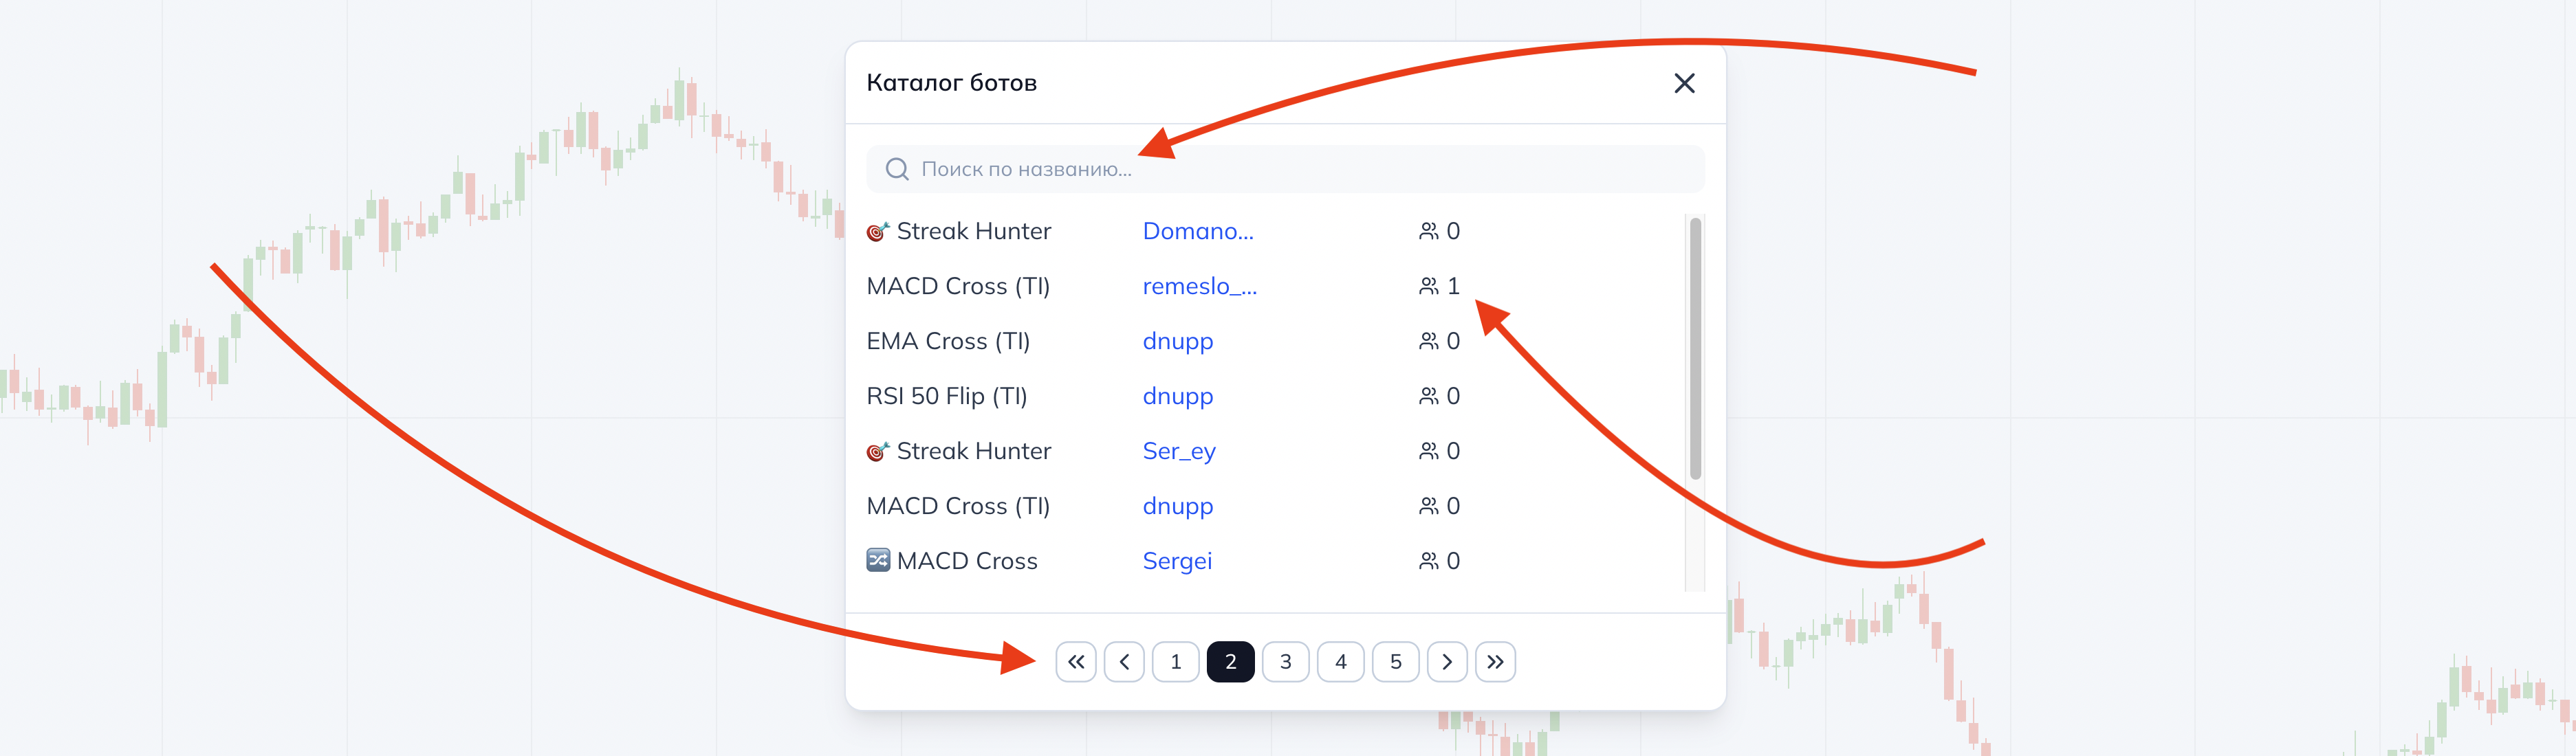 Каталог ботов
Поиск по названию...
🎯 Streak Hunter Domano... 0
MACD Cross (TI) remeslo_... 1
EMA Cross (TI) dnupp 0
RSI 50 Flip (TI) dnupp 0
🎯 Streak Hunter Ser_ey 0
MACD Cross (TI) dnupp 0
🔀 MACD Cross Sergei 0
1 2 3 4 5